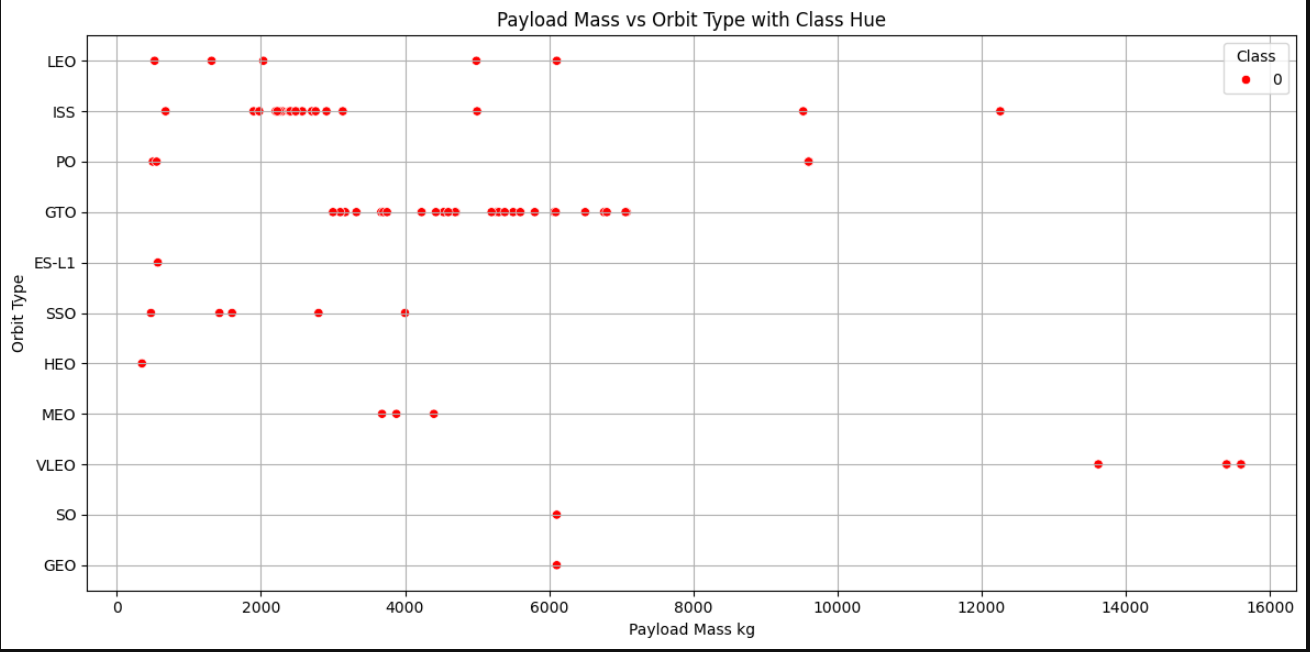 Payload Mass vs Orbit Type with Class Hue
Class
0
Orbit Type
LEO
ISS
PO
GTO
ES-L1
SSO
HEO
MEO
VLEO
SO
GEO
0 2000 4000 6000 8000 10000 12000 14000 16000
Payload Mass kg